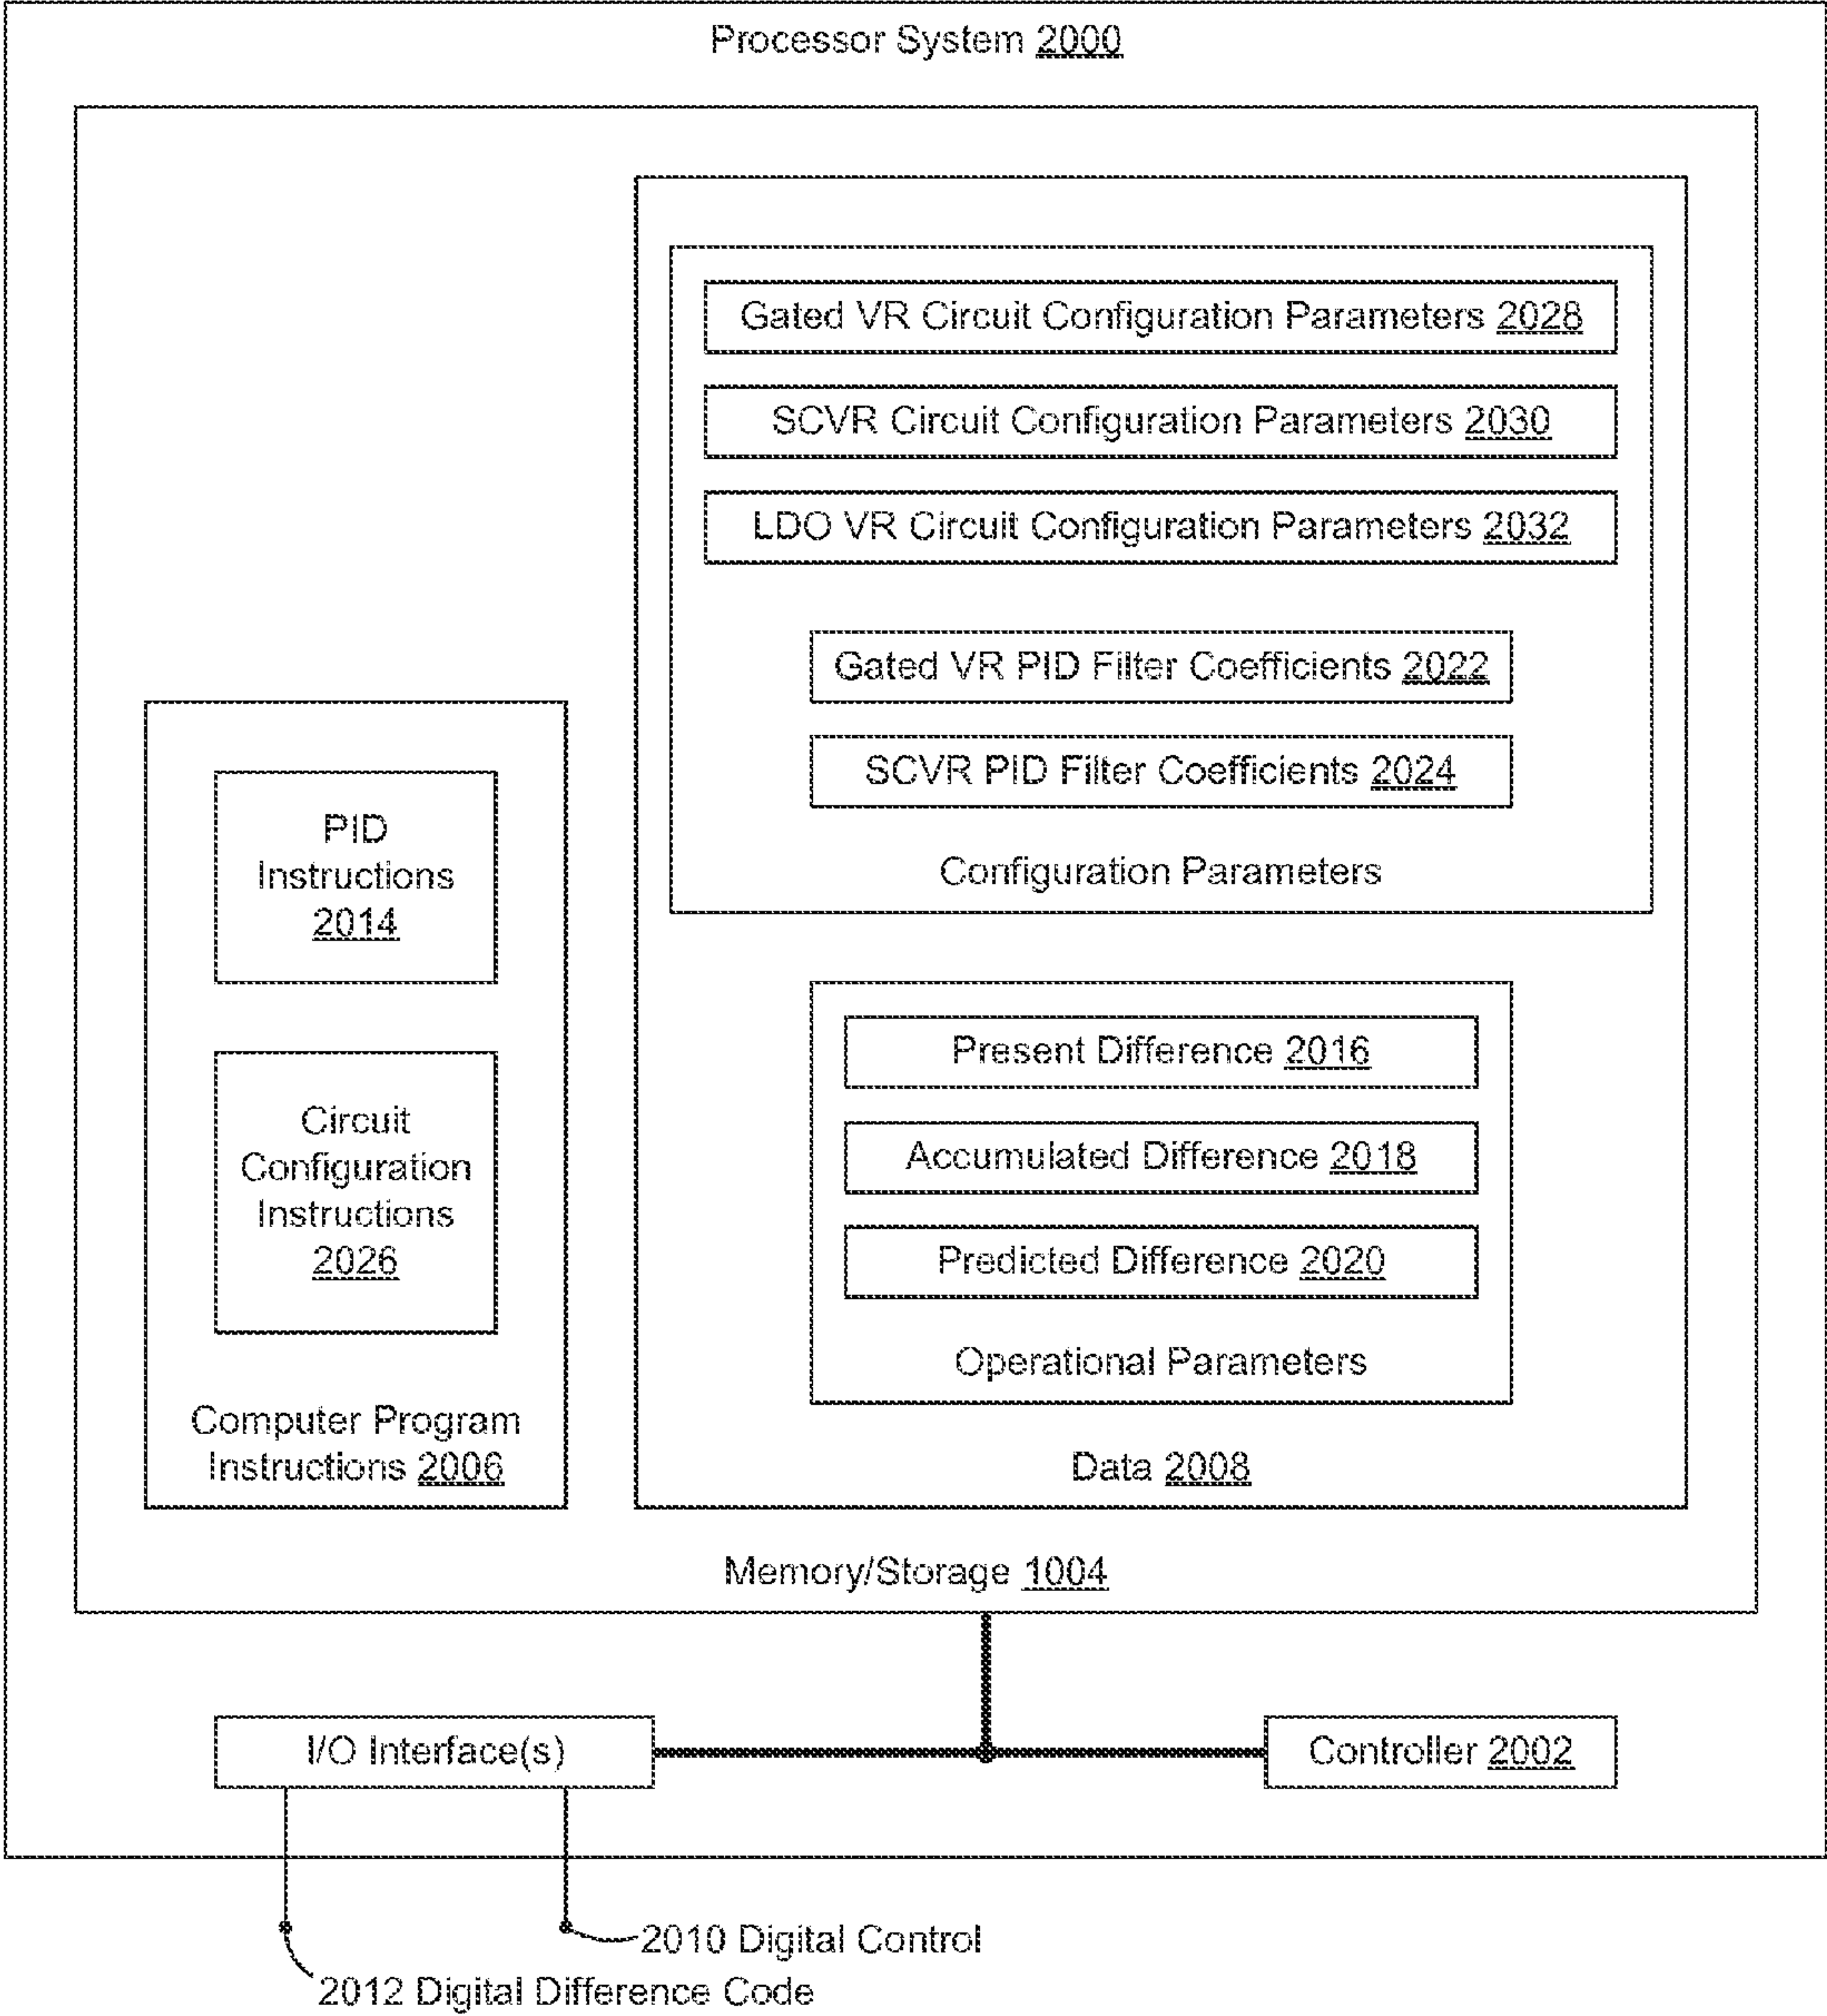 Processor System 2000
Gated VR Circuit Configuration Parameters 2028
SCVR Circuit Configuration Parameters 2030
LDO VR Circuit Configuration Parameters 2032
Gated VR PID Filter Coefficients 2022
SCVR PID Filter Coefficients 2024
Configuration Parameters
PID
Instructions
2014
Circuit
Configuration
Instructions
2026
Computer Program
Instructions 2006
Present Difference 2016
Accumulated Difference 2018
Predicted Difference 2020
Operational Parameters
Data 2008
Memory/Storage 1004
I/O Interface(s)
Controller 2002
2010 Digital Control
2012 Digital Difference Code